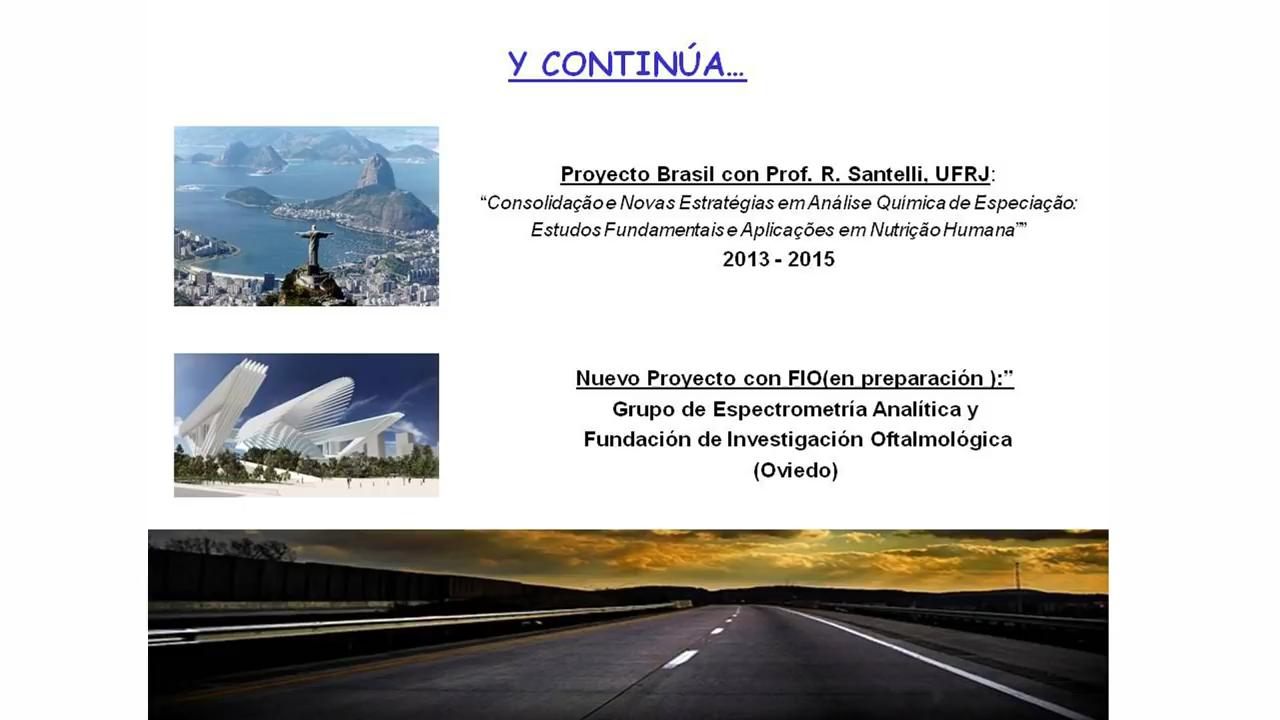 Y CONTINÚA...
Proyecto Brasil con Prof. R. Santelli, UFRJ:
“Consolidação e Novas Estratégias em Análise Química de Especiação:
Estudos Fundamentais e Aplicações em Nutrição Humana””
2013 - 2015
Nuevo Proyecto con FIO(en preparación ):”
Grupo de Espectrometría Analítica y
Fundación de Investigación Oftalmológica
(Oviedo)